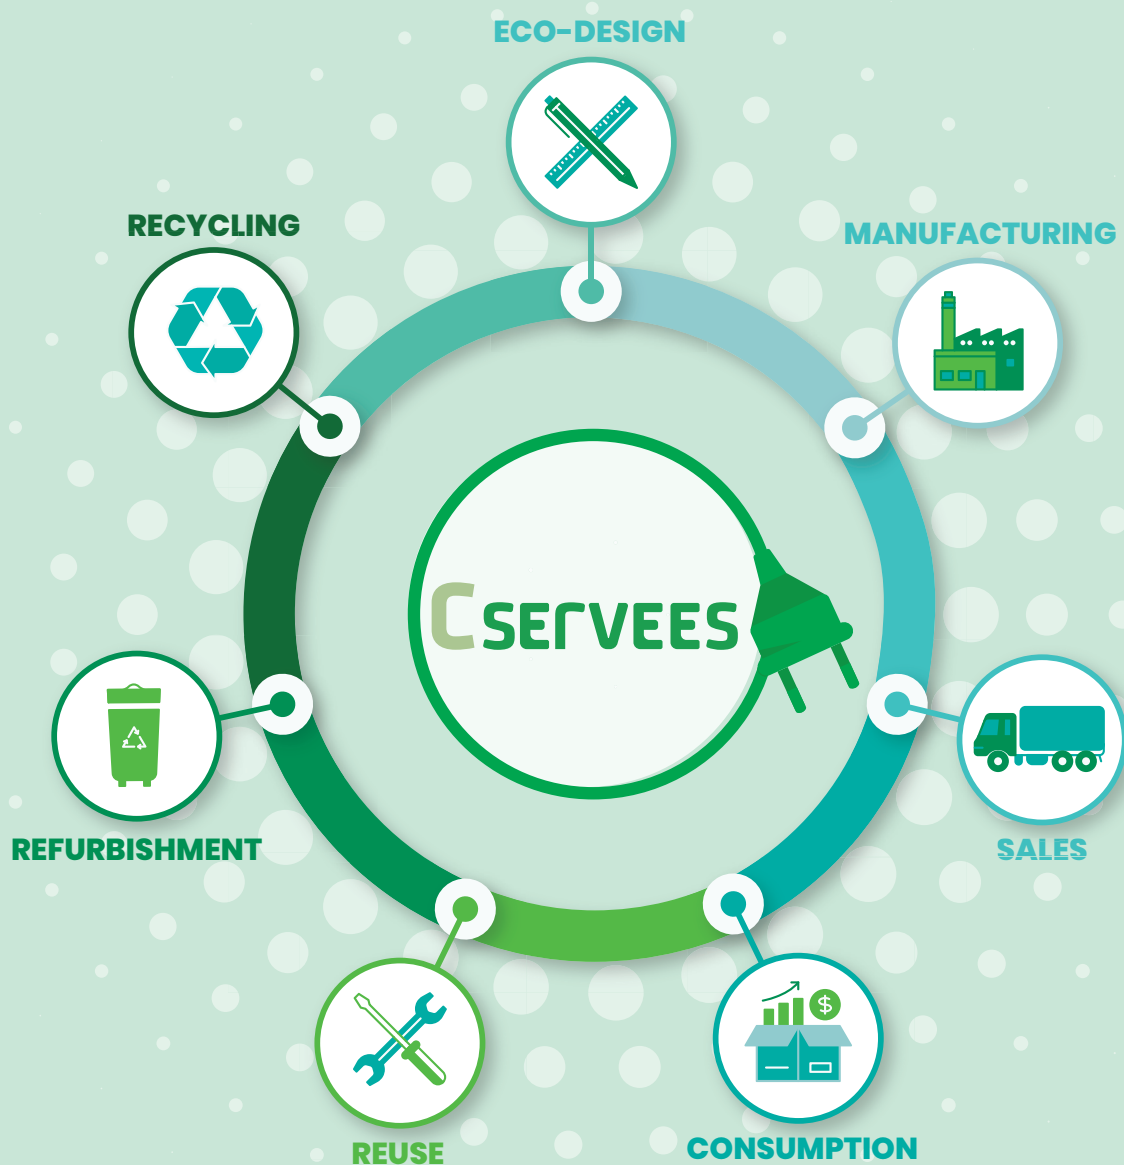 ECO-DESIGN
RECYCLING
MANUFACTURING
CSERVEES
REFURBISHMENT
SALES
REUSE
CONSUMPTION
$